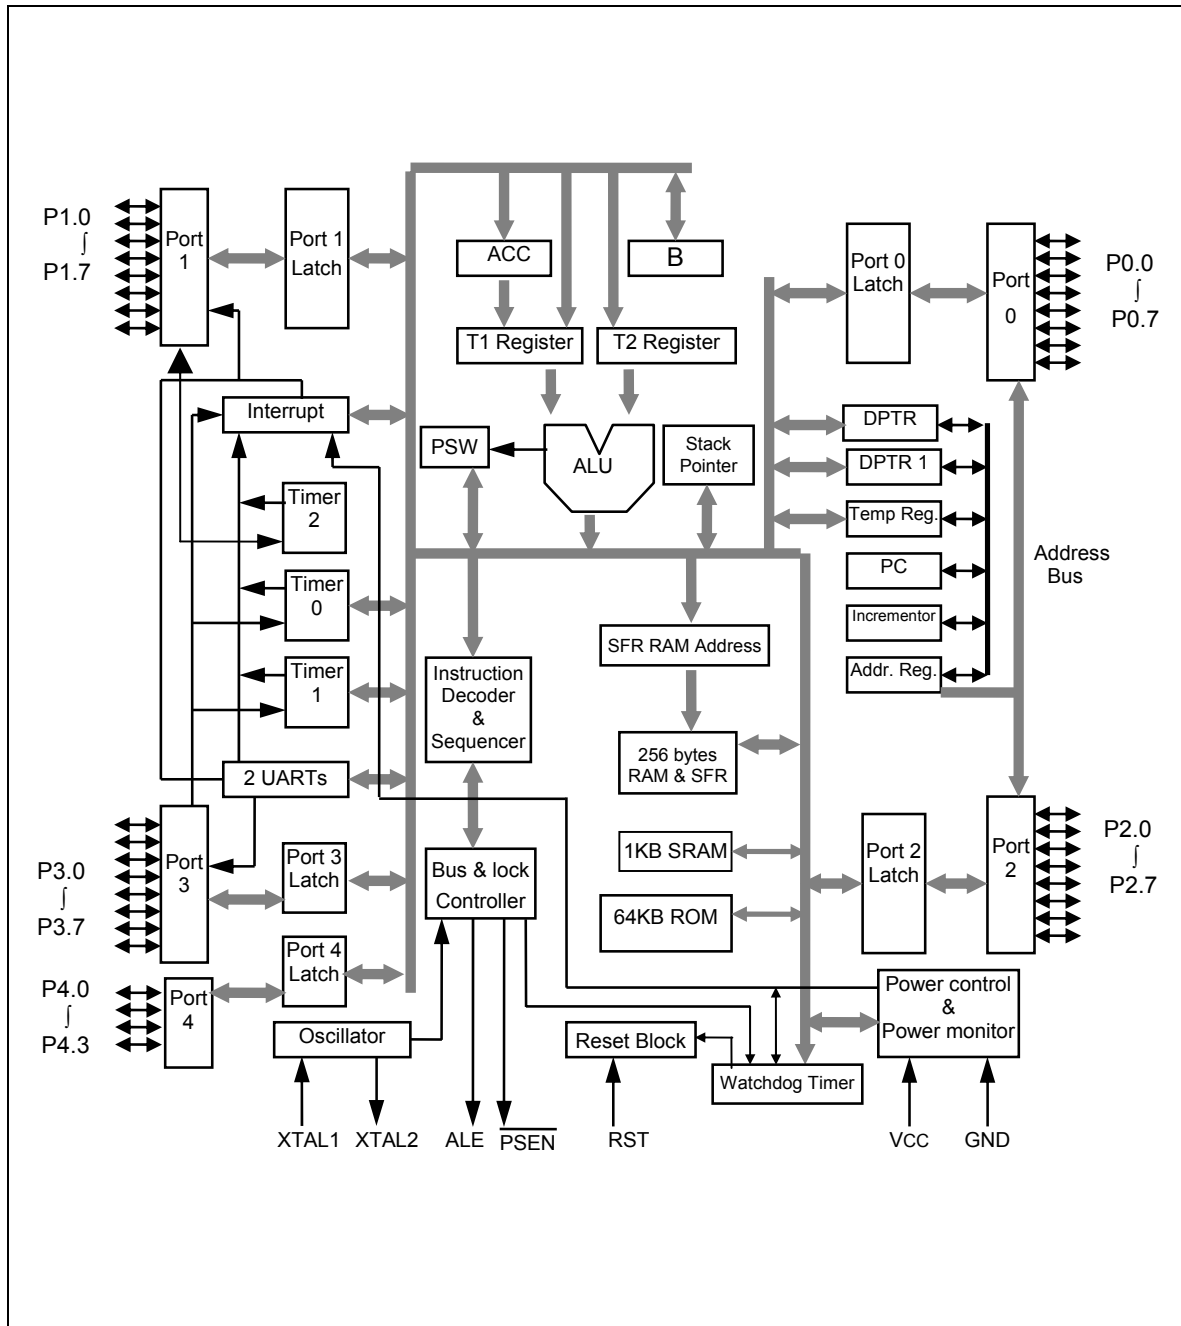 P1.0
∫
P1.7
Port
1
Port 1
Latch
ACC
B
T1 Register
T2 Register
Port 0
Latch
Port
0
P0.0
∫
P0.7
Interrupt
PSW
ALU
Stack
Pointer
DPTR
DPTR 1
Temp Reg.
PC
Incrementor
Addr. Reg.
Address
Bus
Timer
2
Timer
0
Timer
1
SFR RAM Address
Instruction
Decoder
&
Sequencer
256 bytes
RAM & SFR
2 UARTs
P3.0
∫
P3.7
Port
3
Port 3
Latch
Bus & lock
Controller
1KB SRAM
64KB ROM
Port 2
Latch
Port
2
P2.0
∫
P2.7
P4.0
∫
P4.3
Port
4
Port 4
Latch
Oscillator
Reset Block
Power control
&
Power monitor
Watchdog Timer
XTAL1
XTAL2
ALE
PSEN
RST
VCC
GND